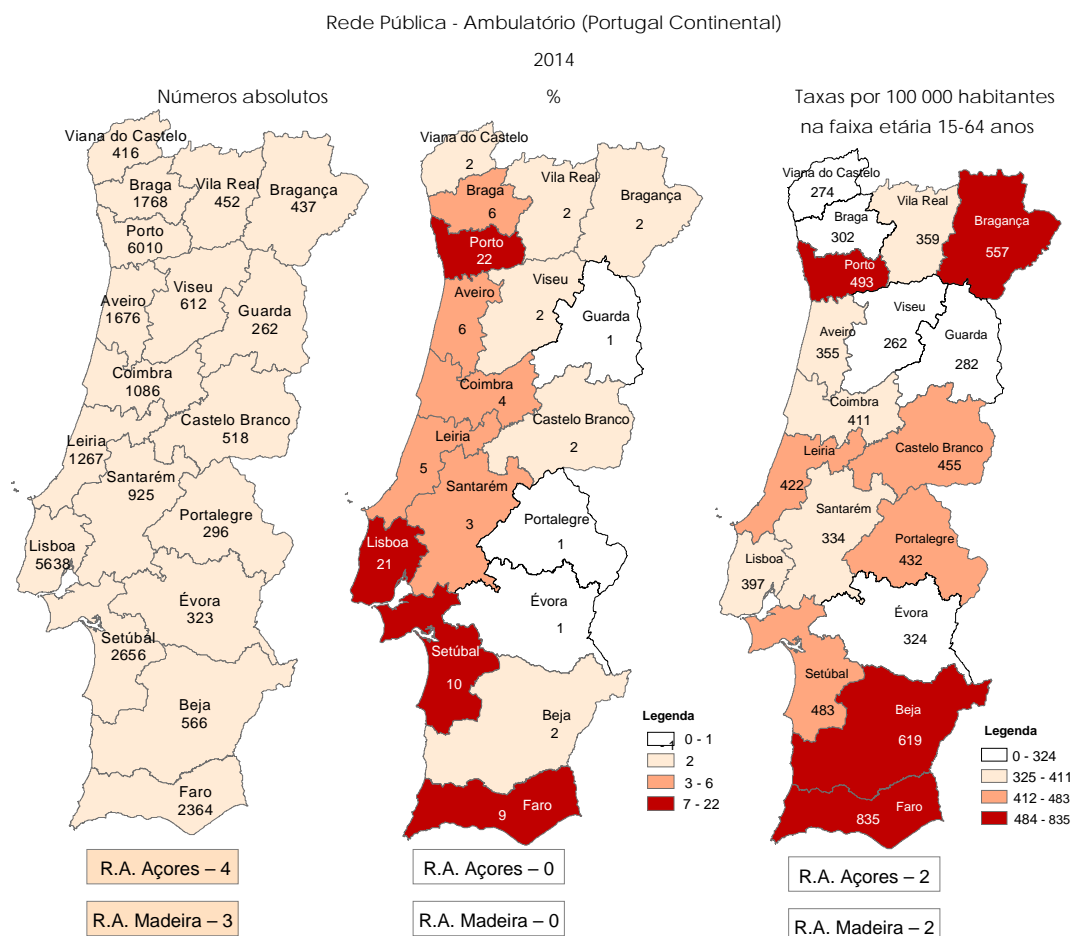 Rede Pública - Ambulatório (Portugal Continental)
2014
Números absolutos
Viana do Castelo
416
Braga
1768
Vila Real
452
Bragança
437
Porto
6010
Aveiro
1676
Viseu
612
Guarda
262
Coimbra
1086
Castelo Branco
518
Leiria
1267
Santarém
925
Portalegre
296
Lisboa
5638
Évora
323
Setúbal
2656
Beja
566
Faro
2364
R.A. Açores – 4
R.A. Madeira – 3
%
Viana do Castelo
2
Braga
6
Vila Real
2
Bragança
2
Porto
22
Aveiro
6
Viseu
2
Guarda
1
Coimbra
4
Castelo Branco
2
Leiria
5
Santarém
3
Portalegre
1
Lisboa
21
Évora
1
Setúbal
10
Beja
2
Faro
9
Legenda
0 - 1
2
3 - 6
7 - 22
R.A. Açores – 0
R.A. Madeira – 0
Taxas por 100 000 habitantes
na faixa etária 15-64 anos
Viana do Castelo
274
Braga
302
Vila Real
359
Bragança
557
Porto
493
Aveiro
355
Viseu
262
Guarda
282
Coimbra
411
Castelo Branco
455
Leiria
422
Santarém
334
Portalegre
432
Lisboa
397
Évora
324
Setúbal
483
Beja
619
Faro
835
Legenda
0 - 324
325 - 411
412 - 483
484 - 835
R.A. Açores – 2
R.A. Madeira – 2